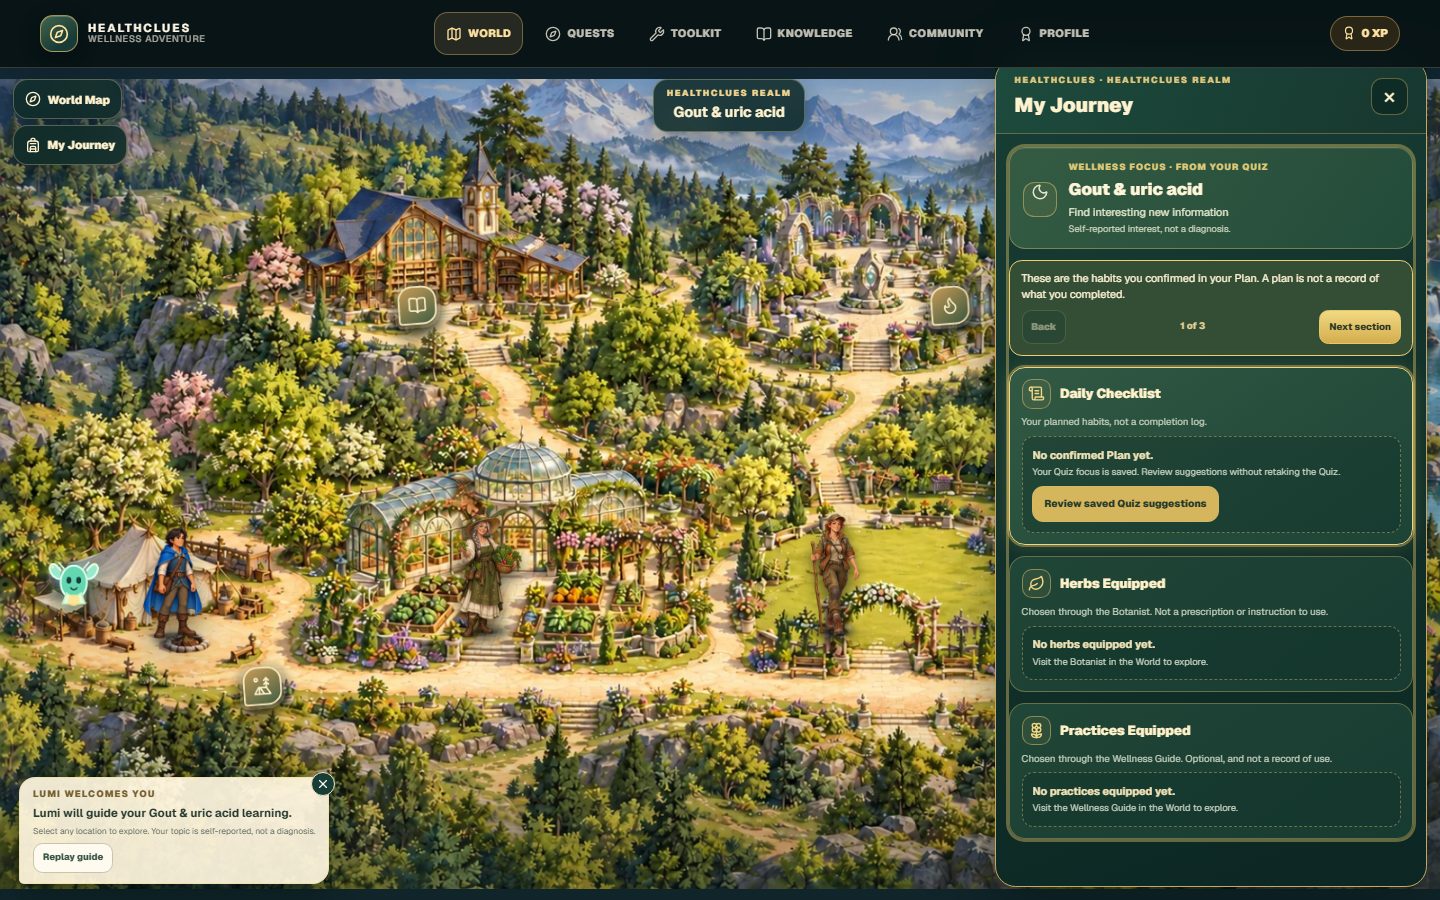 HEALTHCLUES
WELLNESS ADVENTURE
WORLD
QUESTS
TOOLKIT
KNOWLEDGE
COMMUNITY
PROFILE
0 XP
World Map
My Journey
HEALTHCLUES REALM
Gout & uric acid
HEALTHCLUES · HEALTHCLUES REALM
My Journey
WELLNESS FOCUS · FROM YOUR QUIZ
Gout & uric acid
Find interesting new information
Self-reported interest, not a diagnosis.
These are the habits you confirmed in your Plan. A plan is not a record of
what you completed.
Back
1 of 3
Next section
Daily Checklist
Your planned habits, not a completion log.
No confirmed Plan yet.
Your Quiz focus is saved. Review suggestions without retaking the Quiz.
Review saved Quiz suggestions
Herbs Equipped
Chosen through the Botanist. Not a prescription or instruction to use.
No herbs equipped yet.
Visit the Botanist in the World to explore.
Practices Equipped
Chosen through the Wellness Guide. Optional, and not a record of use.
No practices equipped yet.
Visit the Wellness Guide in the World to explore.
LUMI WELCOMES YOU
Lumi will guide your Gout & uric acid learning.
Select any location to explore. Your topic is self-reported, not a diagnosis.
Replay guide